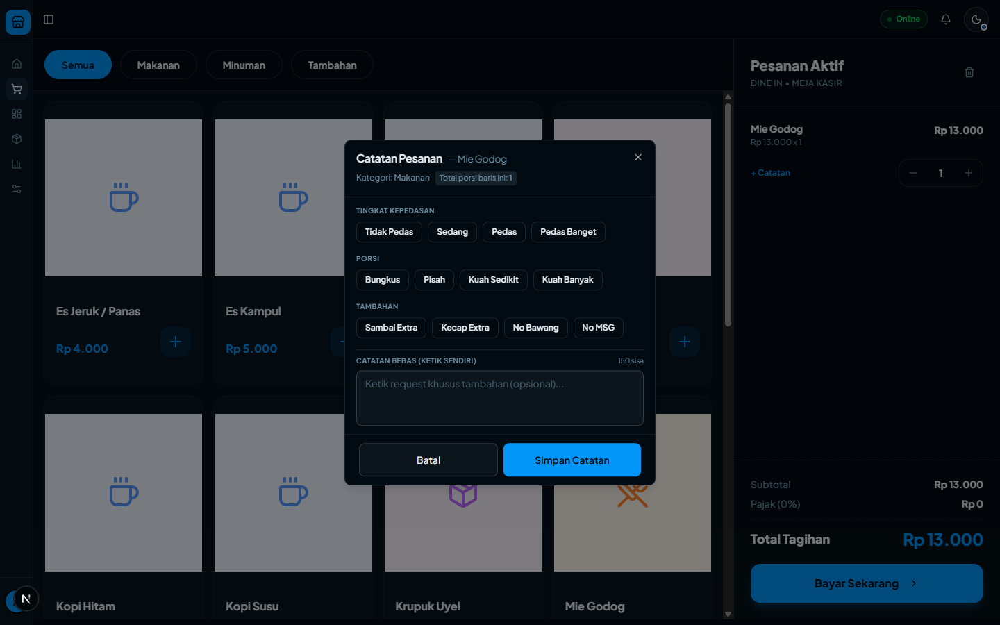 Online
Semua
Makanan
Minuman
Tambahan
Es Jeruk / Panas
Rp 4.000
Es Kampul
Rp 5.000
Kopi Hitam
Kopi Susu
Krupuk Uyel
Mie Godog
Catatan Pesanan — Mie Godog
Kategori: Makanan Total porsi baris ini: 1
TINGKAT KEPEDASAN
Tidak Pedas
Sedang
Pedas
Pedas Banget
PORSI
Bungkus
Pisah
Kuah Sedikit
Kuah Banyak
TAMBAHAN
Sambal Extra
Kecap Extra
No Bawang
No MSG
CATATAN BEBAS (KETIK SENDIRI)
150 sisa
Ketik request khusus tambahan (opsional)...
Batal
Simpan Catatan
Pesanan Aktif
DINE IN • MEJA KASIR
Mie Godog
Rp 13.000
Rp 13.000 x 1
+ Catatan
1
Subtotal
Rp 13.000
Pajak (0%)
Rp 0
Total Tagihan
Rp 13.000
Bayar Sekarang
N